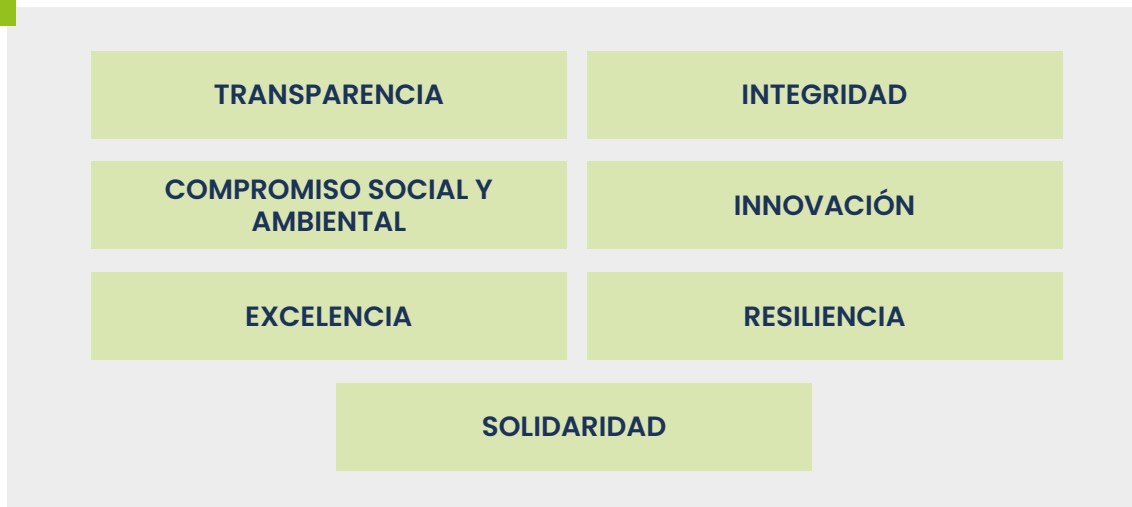 TRANSPARENCIA
INTEGRIDAD
COMPROMISO SOCIAL Y
AMBIENTAL
INNOVACIÓN
EXCELENCIA
RESILIENCIA
SOLIDARIDAD